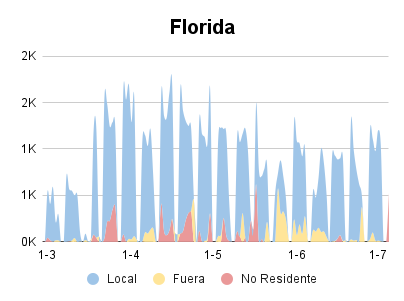 Florida
2K
2K
1K
1K
0K
1-3 1-4 1-5 1-6 1-7
Local Fuera No Residente